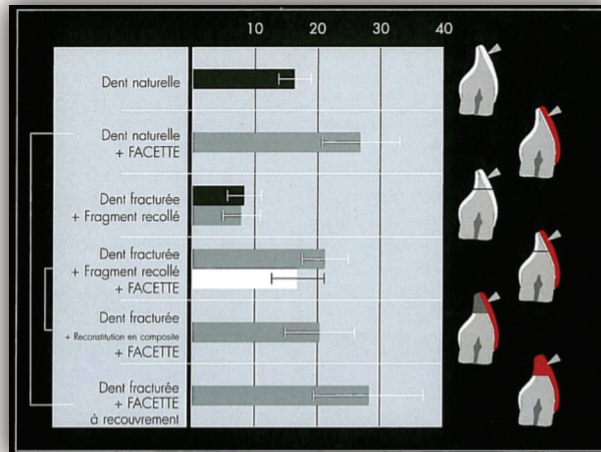 10 20 30 40
Dent naturelle
Dent naturelle
+ FACETTE
Dent fracturée
+ Fragment recollé
Dent fracturée
+ Fragment recollé
+ FACETTE
Dent fracturée
+ Reconstitution en composite
+ FACETTE
Dent fracturée
+ FACETTE
à recouvrement